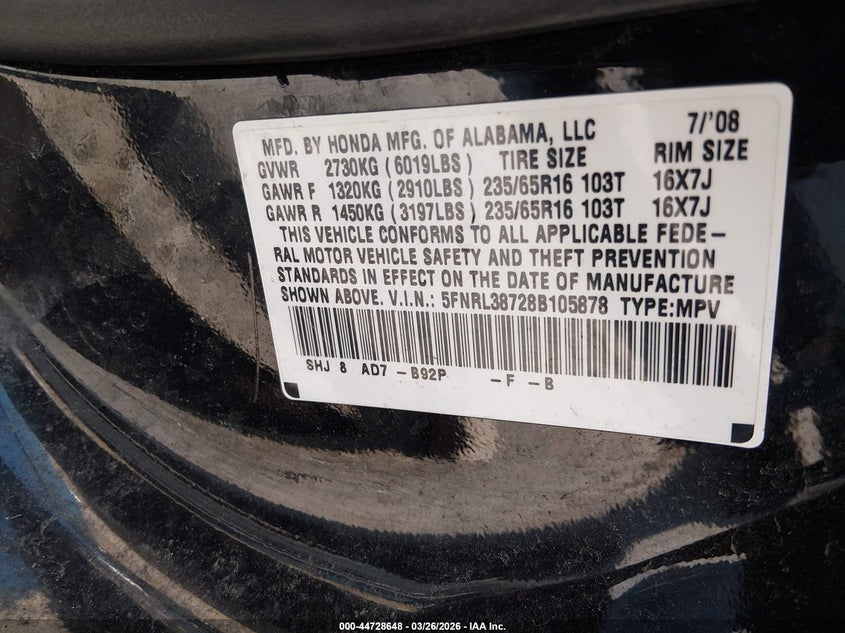 MFD. BY HONDA MFG. OF ALABAMA, LLC 7/'08
GVWR 2730KG (6019LBS) TIRE SIZE RIM SIZE
GAWR F 1320KG (2910LBS) 235/65R16 103T 16X7J
GAWR R 1450KG (3197LBS) 235/65R16 103T 16X7J
THIS VEHICLE CONFORMS TO ALL APPLICABLE FEDE-
RAL MOTOR VEHICLE SAFETY AND THEFT PREVENTION
STANDARDS IN EFFECT ON THE DATE OF MANUFACTURE
SHOWN ABOVE. V.I.N.: 5FNRL38728B105878 TYPE:MPV
SHJ 8 AD7 -B92P -F -B
000-44728648 - 03/26/2026 - IAA Inc.